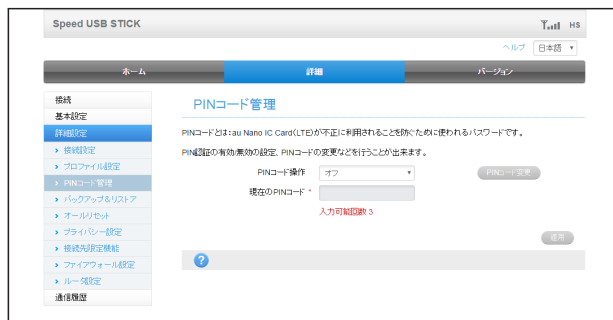 Speed USB STICK
HS
ヘルプ 日本語
ホーム 詳細 バージョン
接続
基本設定
詳細設定
接続設定
プロファイル設定
PINコード管理
バックアップ&リストア
オールリセット
プライバシー設定
接続先限定機能
ファイアウォール設定
ルータ設定
通信履歴
PINコード管理
PINコードとは:au Nano IC Card(LTE)が不正に利用されることを防ぐために使われるパスワードです。
PIN認証の有効/無効の設定、PINコードの変更などを行うことが出来ます。
PINコード操作 オフ PINコード変更
現在のPINコード *
入力可能回数 3
適用
?